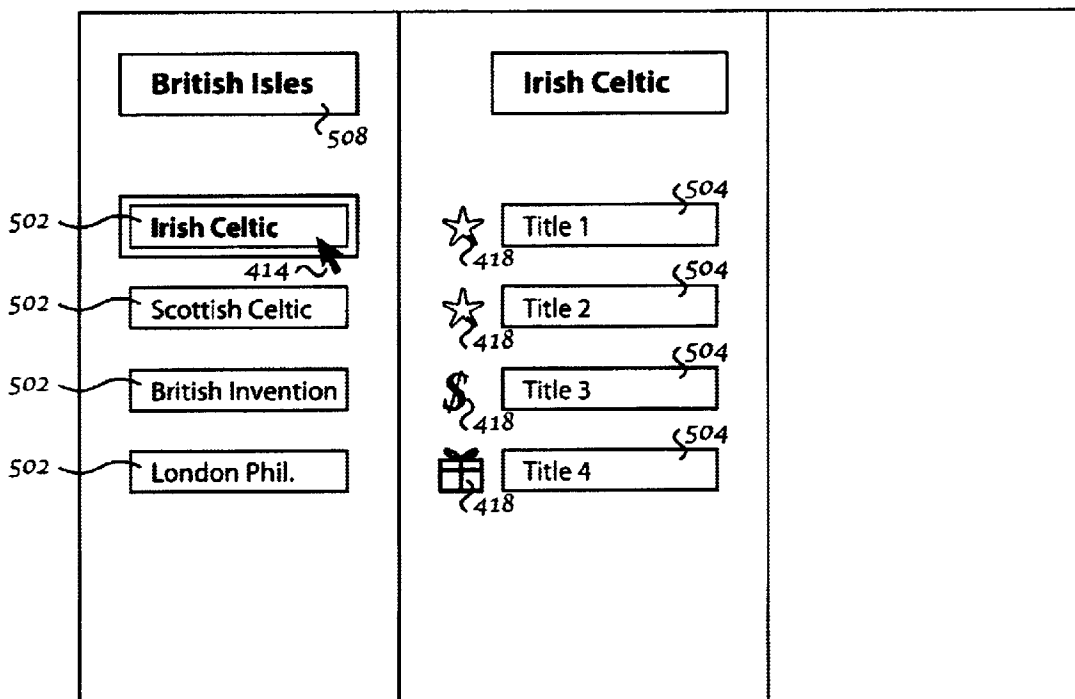 British Isles
Irish Celtic
508
504
502
Irish Celtic
Title 1
418
414
504
502
Scottish Celtic
Title 2
418
504
502
British Invention
$
Title 3
418
504
502
London Phil.
Title 4
418